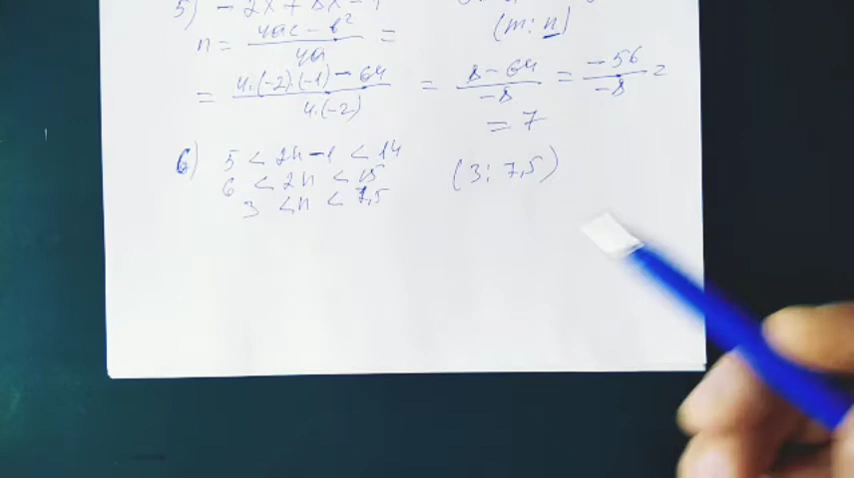 5) - 2x + 8x - 1
(m; n)
n = 4ac - b² / 4a =
= 4·(-2)·(-1) - 64 / 4·(-2) = 8 - 64 / -8 = -56 / -8 =
= 7
6) 5 < 2n - 1 < 14
6 < 2n < 15
3 < n < 7,5
(3; 7,5)